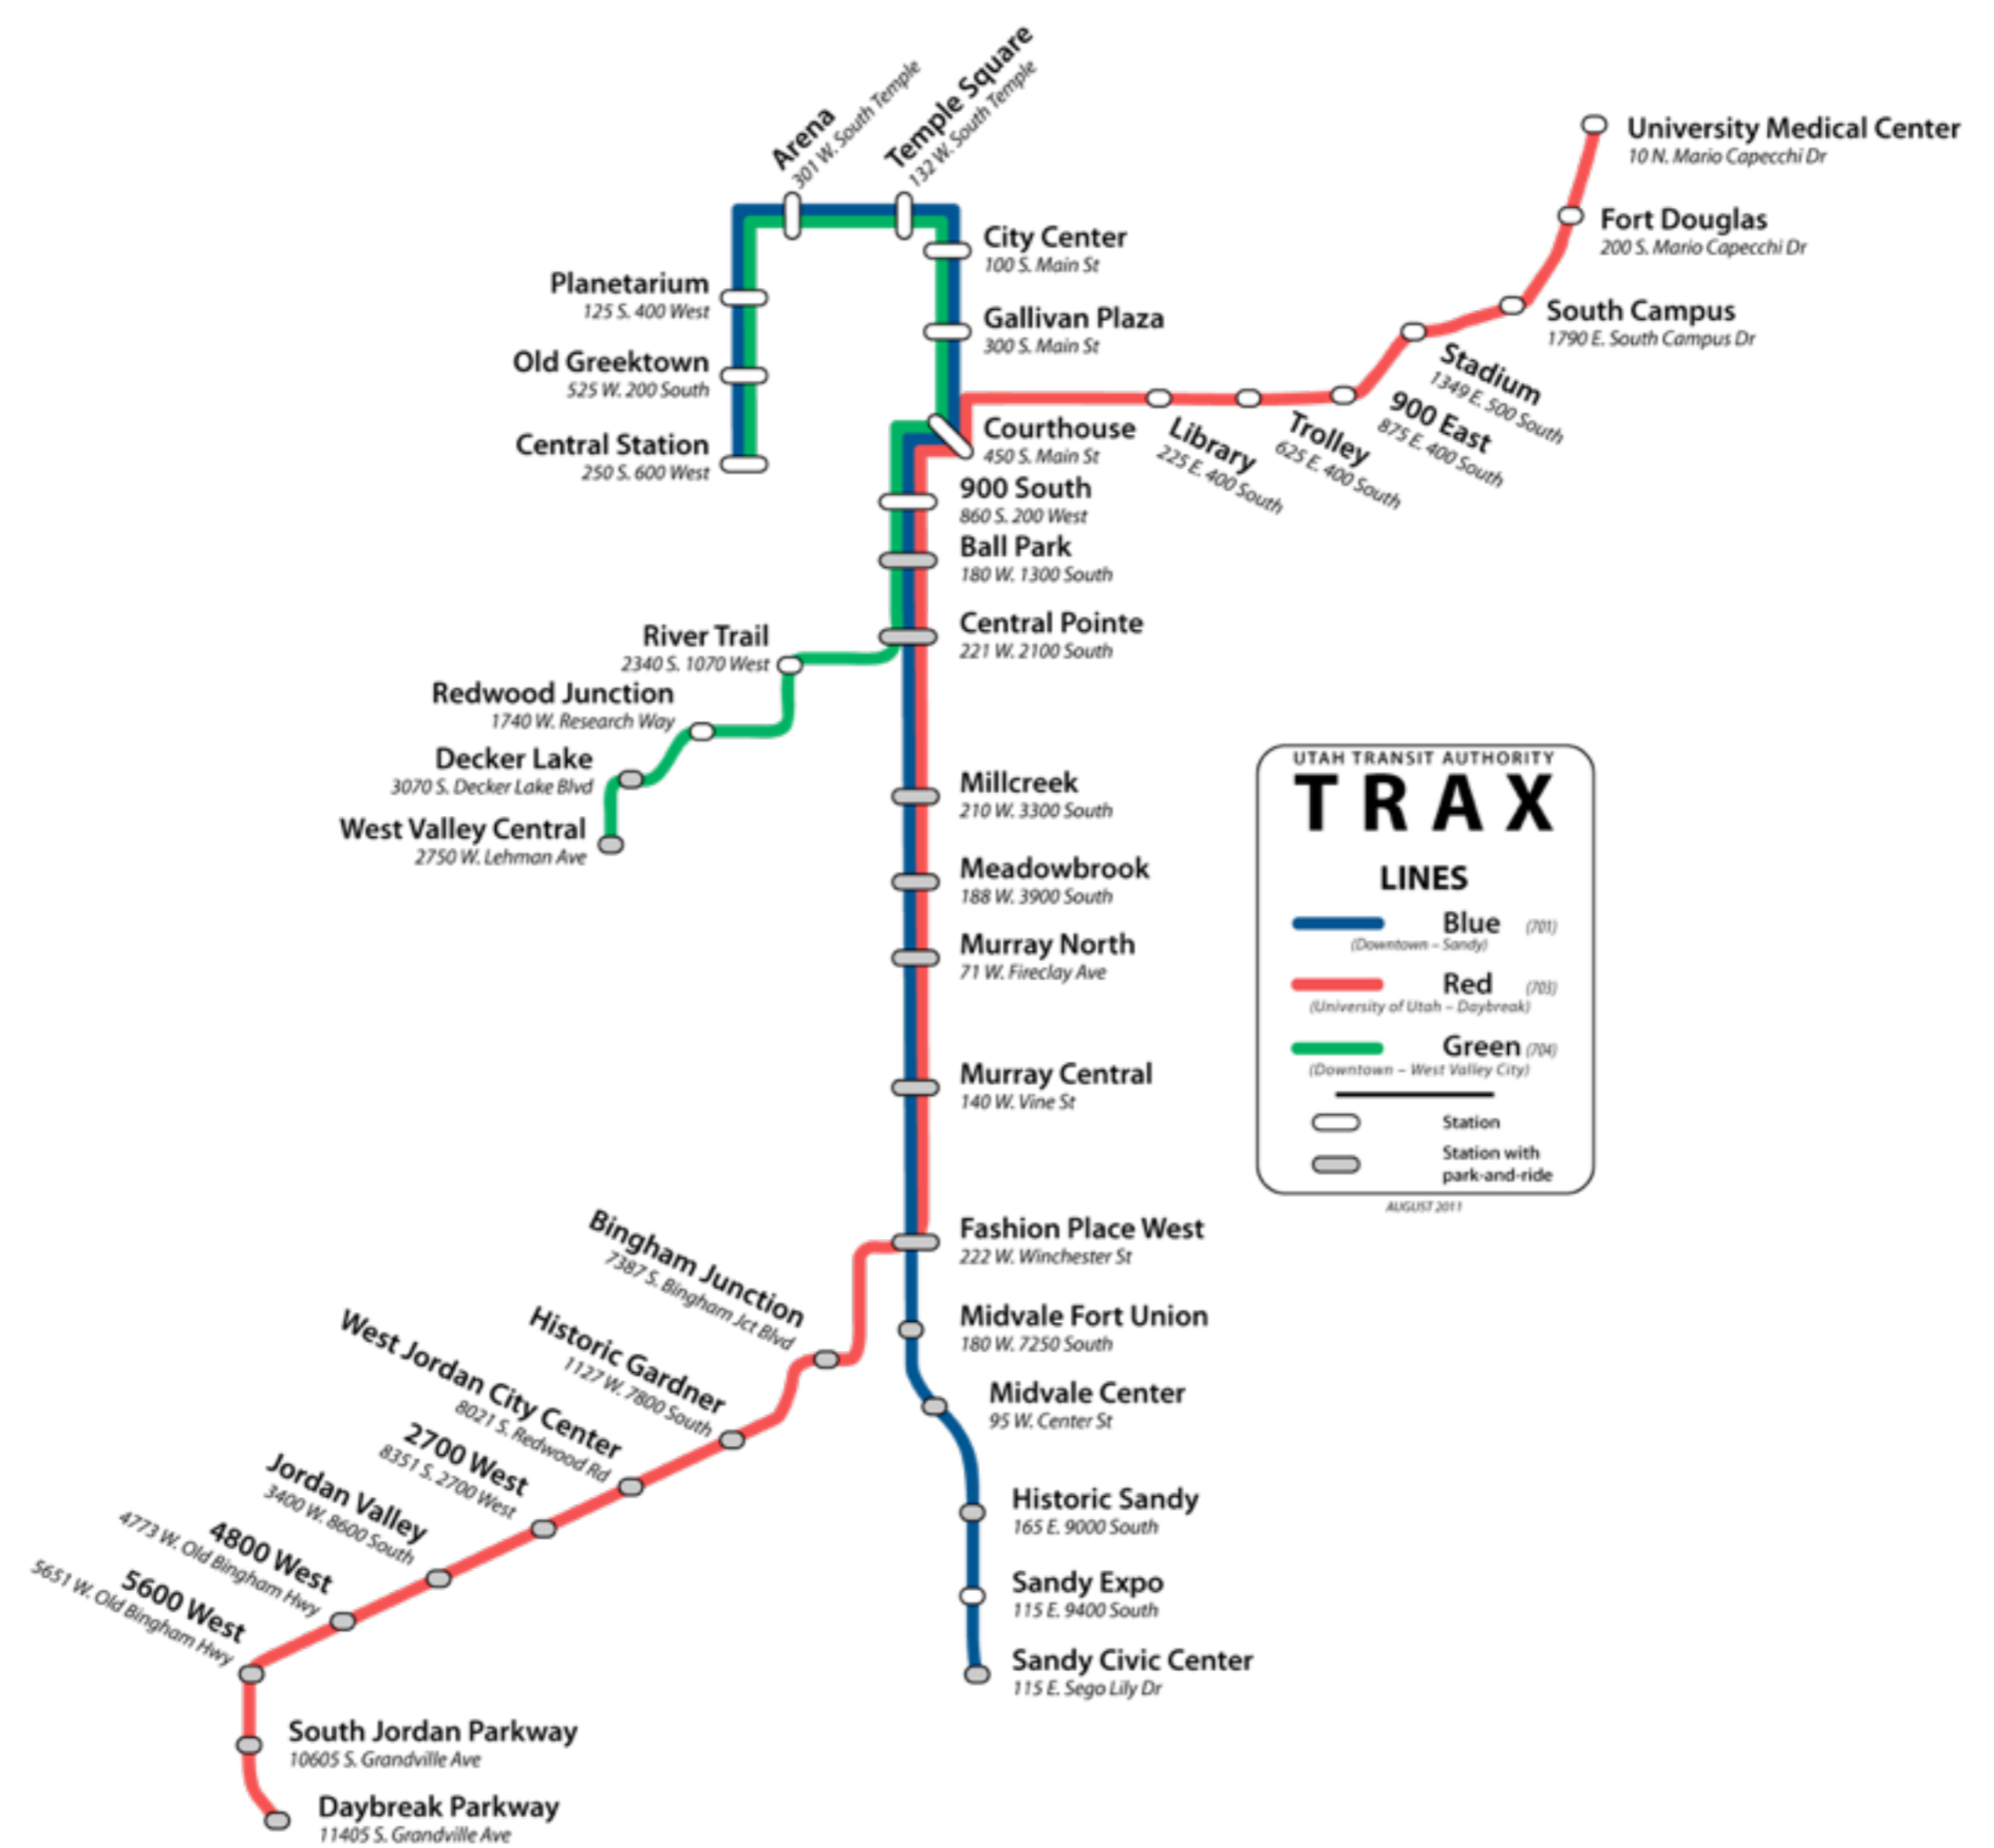 Arena
301 W. South Temple
Temple Square
132 W. South Temple
University Medical Center
10 N. Mario Capecchi Dr
Fort Douglas
200 S. Mario Capecchi Dr
South Campus
1790 E. South Campus Dr
Stadium
1349 E. 500 South
900 East
875 E. 400 South
Trolley
625 E. 400 South
Library
225 E. 400 South
City Center
100 S. Main St
Gallivan Plaza
300 S. Main St
Planetarium
125 S. 400 West
Old Greektown
525 W. 200 South
Central Station
250 S. 600 West
Courthouse
450 S. Main St
900 South
860 S. 200 West
Ball Park
180 W. 1300 South
Central Pointe
221 W. 2100 South
River Trail
2340 S. 1070 West
Redwood Junction
1740 W. Research Way
Decker Lake
3070 S. Decker Lake Blvd
West Valley Central
2750 W. Lehman Ave
Millcreek
210 W. 3300 South
Meadowbrook
188 W. 3900 South
Murray North
71 W. Fireclay Ave
Murray Central
140 W. Vine St
Fashion Place West
222 W. Winchester St
Midvale Fort Union
180 W. 7250 South
Midvale Center
95 W. Center St
Historic Sandy
165 E. 9000 South
Sandy Expo
115 E. 9400 South
Sandy Civic Center
115 E. Sego Lily Dr
Bingham Junction
7387 S. Bingham Jct Blvd
Historic Gardner
1127 W. 7800 South
West Jordan City Center
8021 S. Redwood Rd
2700 West
8351 S. 2700 West
Jordan Valley
3400 W. 8600 South
4800 West
4773 W. Old Bingham Hwy
5600 West
5651 W. Old Bingham Hwy
South Jordan Parkway
10605 S. Grandville Ave
Daybreak Parkway
11405 S. Grandville Ave
UTAH TRANSIT AUTHORITY
TRAX
LINES
Blue (701)
(Downtown – Sandy)
Red (703)
(University of Utah – Daybreak)
Green (704)
(Downtown – West Valley City)
Station
Station with
park-and-ride
AUGUST 2011